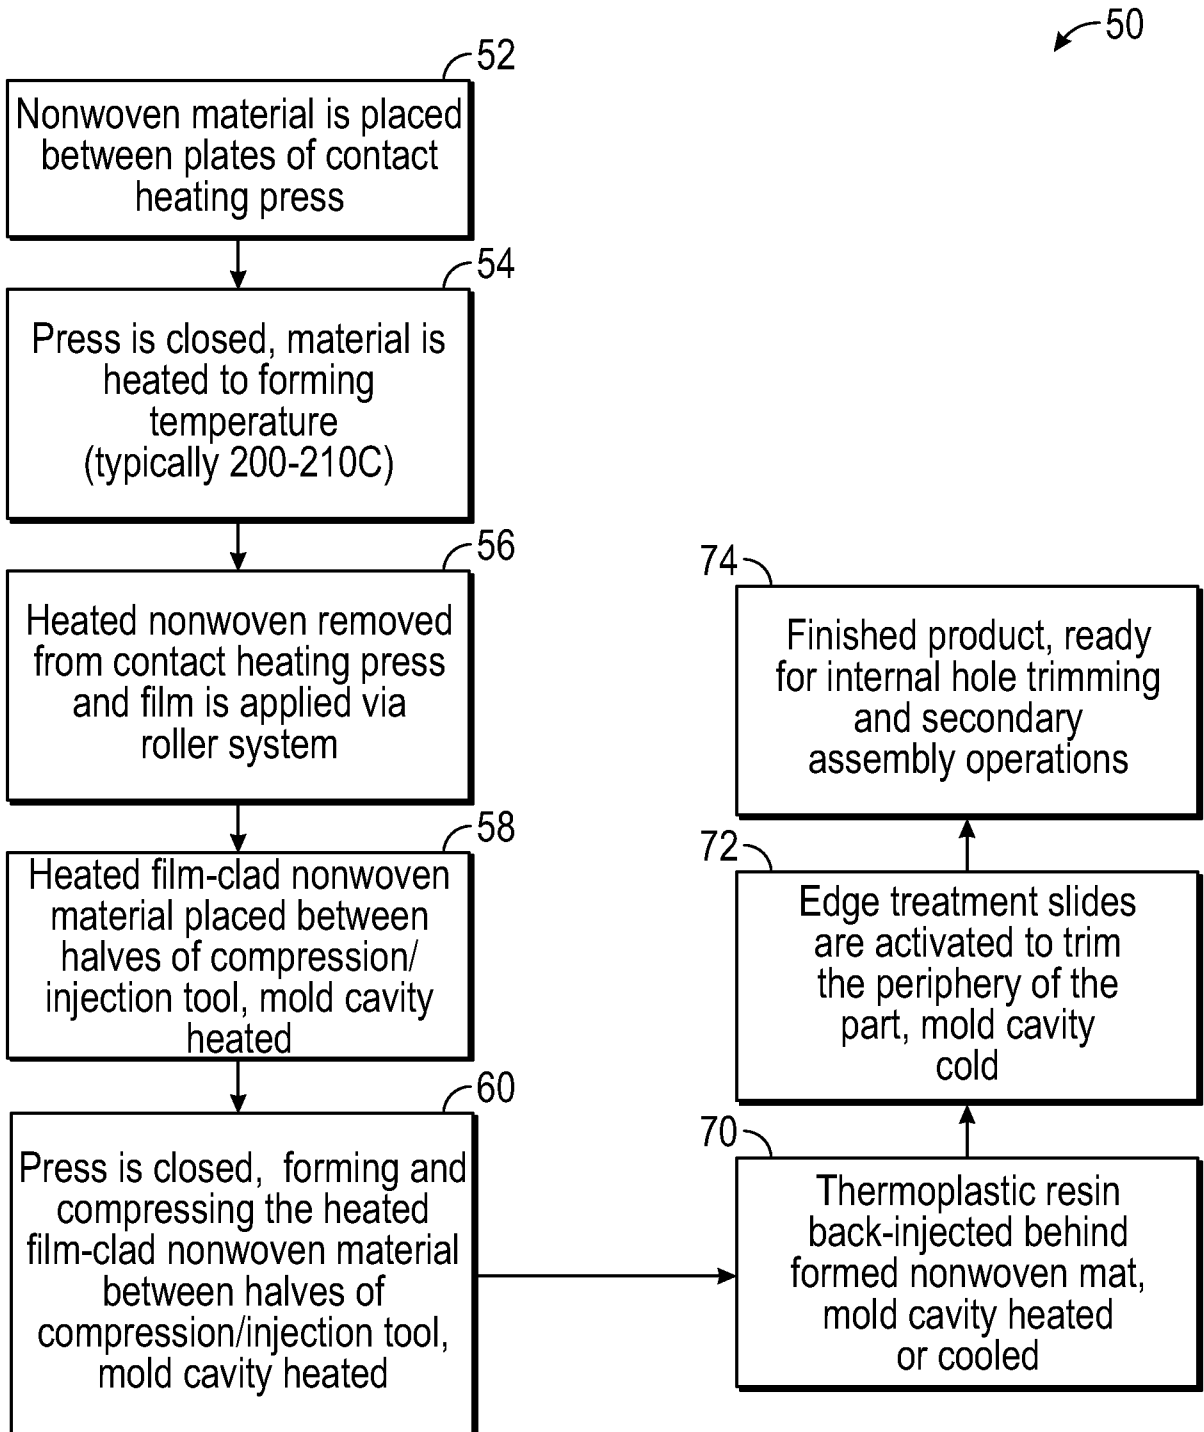 50
52
Nonwoven material is placed
between plates of contact
heating press
54
Press is closed, material is
heated to forming
temperature
(typically 200-210C)
56
Heated nonwoven removed
from contact heating press
and film is applied via
roller system
58
Heated film-clad nonwoven
material placed between
halves of compression/
injection tool, mold cavity
heated
60
Press is closed,  forming and
compressing the heated
film-clad nonwoven material
between halves of
compression/injection tool,
mold cavity heated
70
Thermoplastic resin
back-injected behind
formed nonwoven mat,
mold cavity heated
or cooled
72
Edge treatment slides
are activated to trim
the periphery of the
part, mold cavity
cold
74
Finished product, ready
for internal hole trimming
and secondary
assembly operations